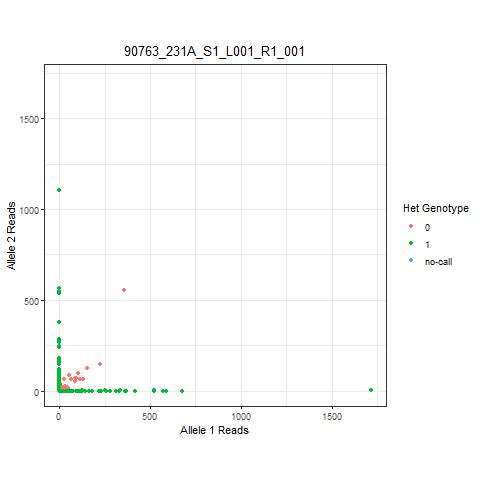 90763_231A_S1_L001_R1_001
Allele 2 Reads
1500
1000
500
0
0
500
1000
1500
Allele 1 Reads
Het Genotype
0
1
no-call